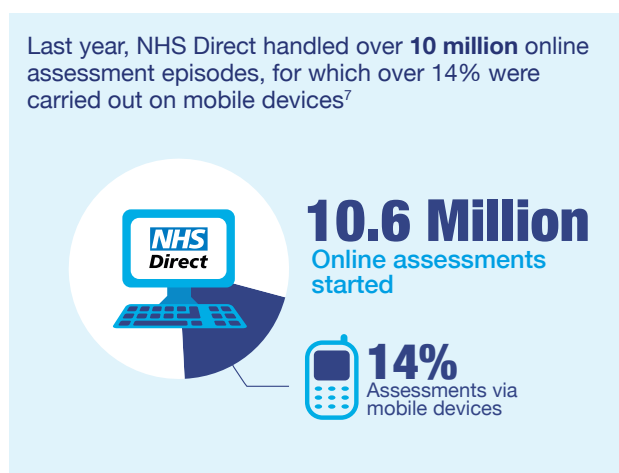 Last year, NHS Direct handled over 10 million online
assessment episodes, for which over 14% were
carried out on mobile devices7
NHS
Direct
10.6 Million
Online assessments
started
14%
Assessments via
mobile devices